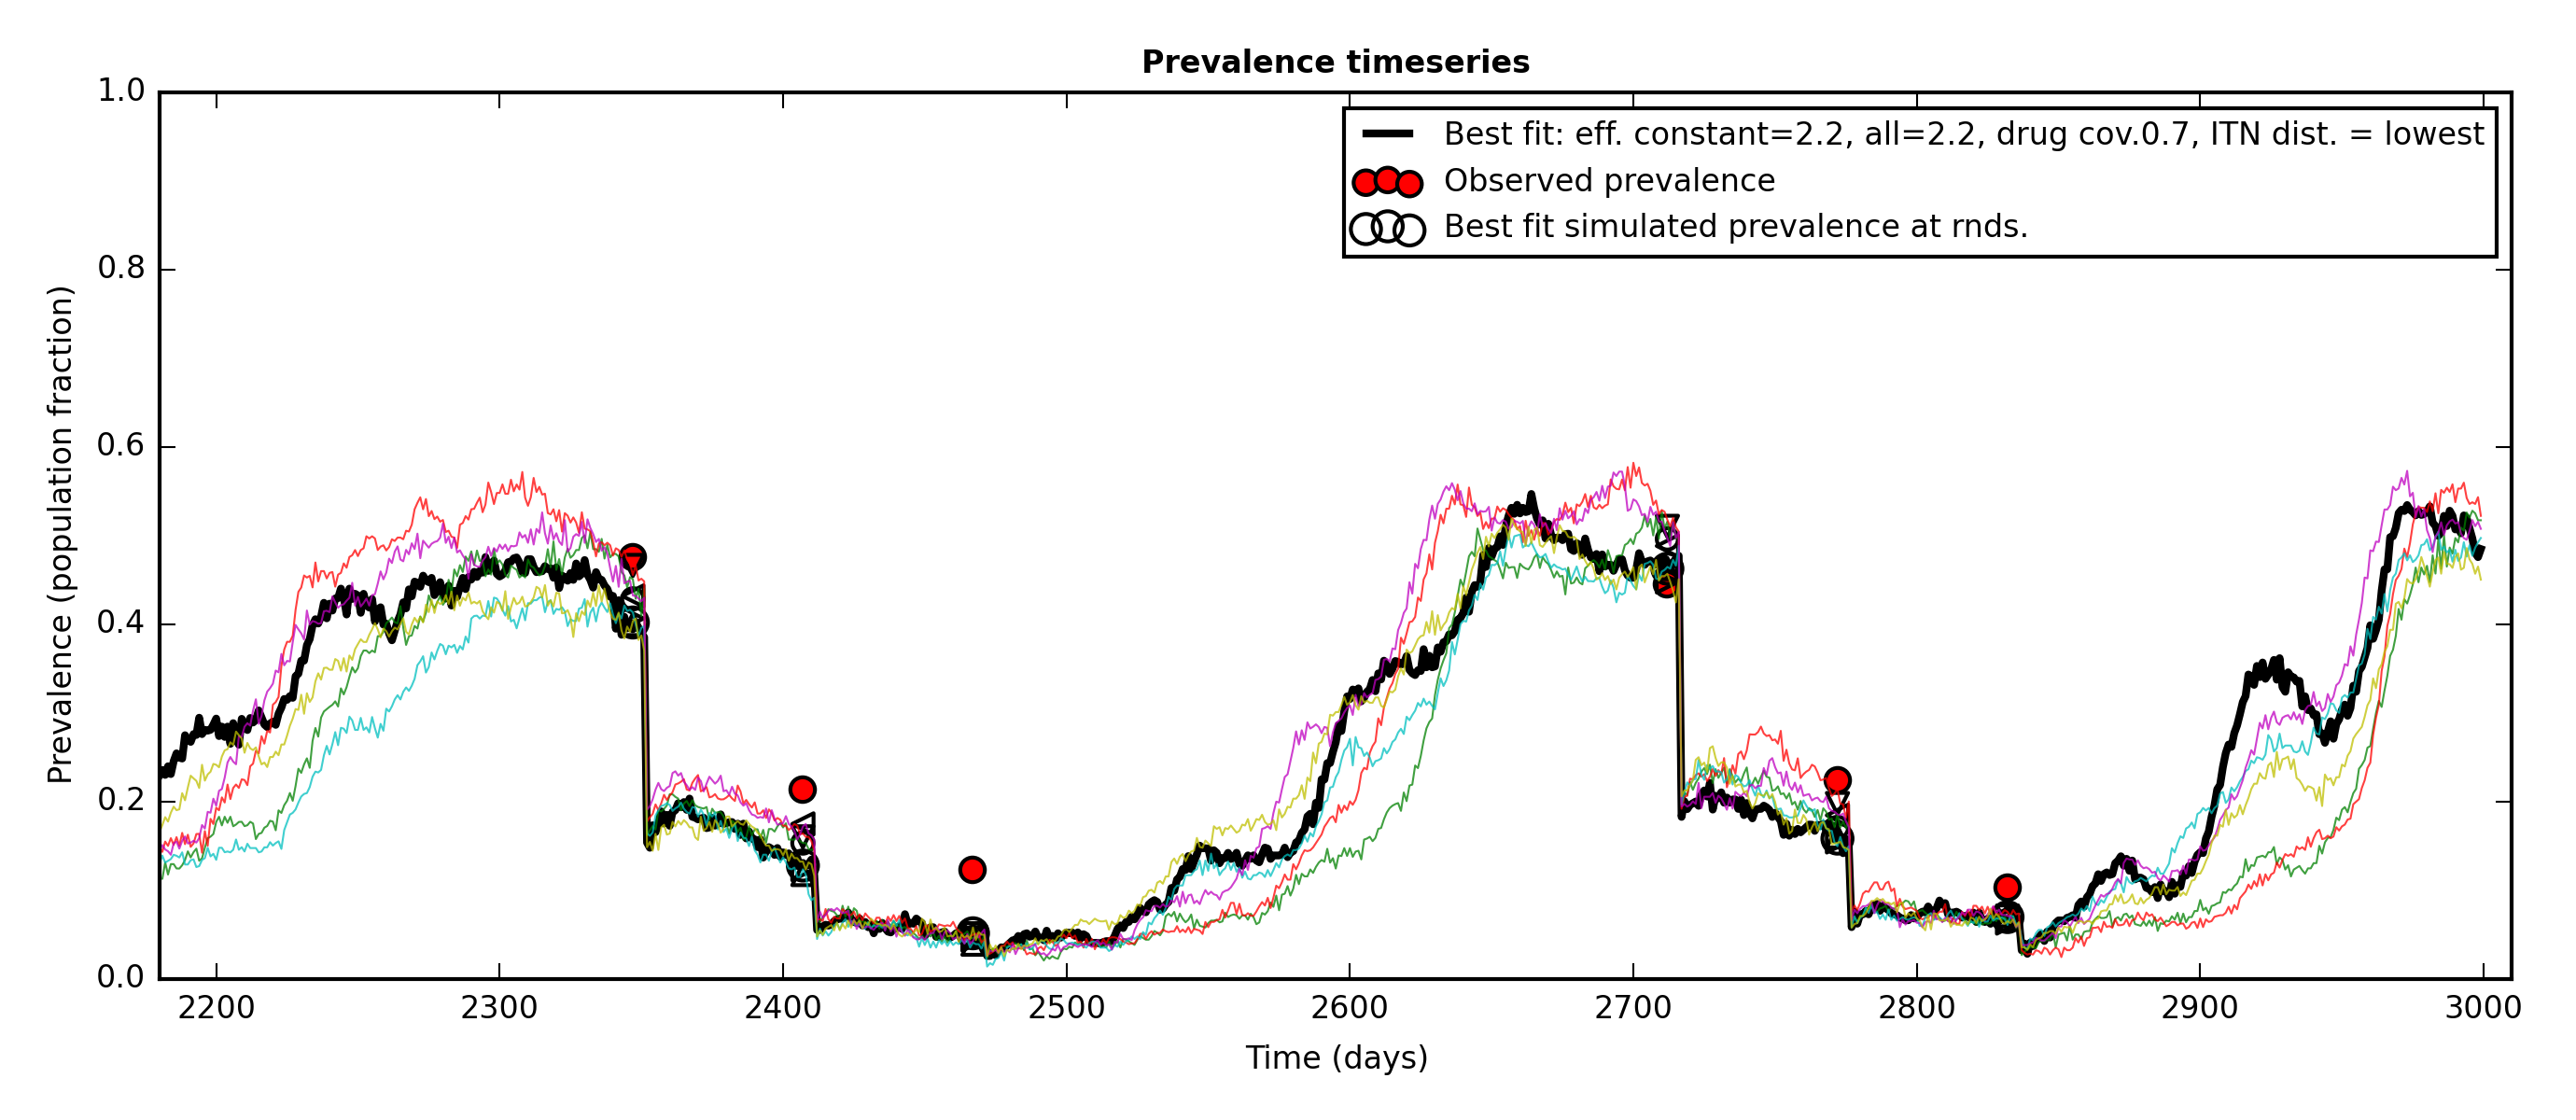 Prevalence timeseries
Best fit: eff. constant=2.2, all=2.2, drug cov.0.7, ITN dist. = lowest
Observed prevalence
Best fit simulated prevalence at rnds.
Prevalence (population fraction)
1.0
0.8
0.6
0.4
0.2
0.0
2200 2300 2400 2500 2600 2700 2800 2900 3000
Time (days)